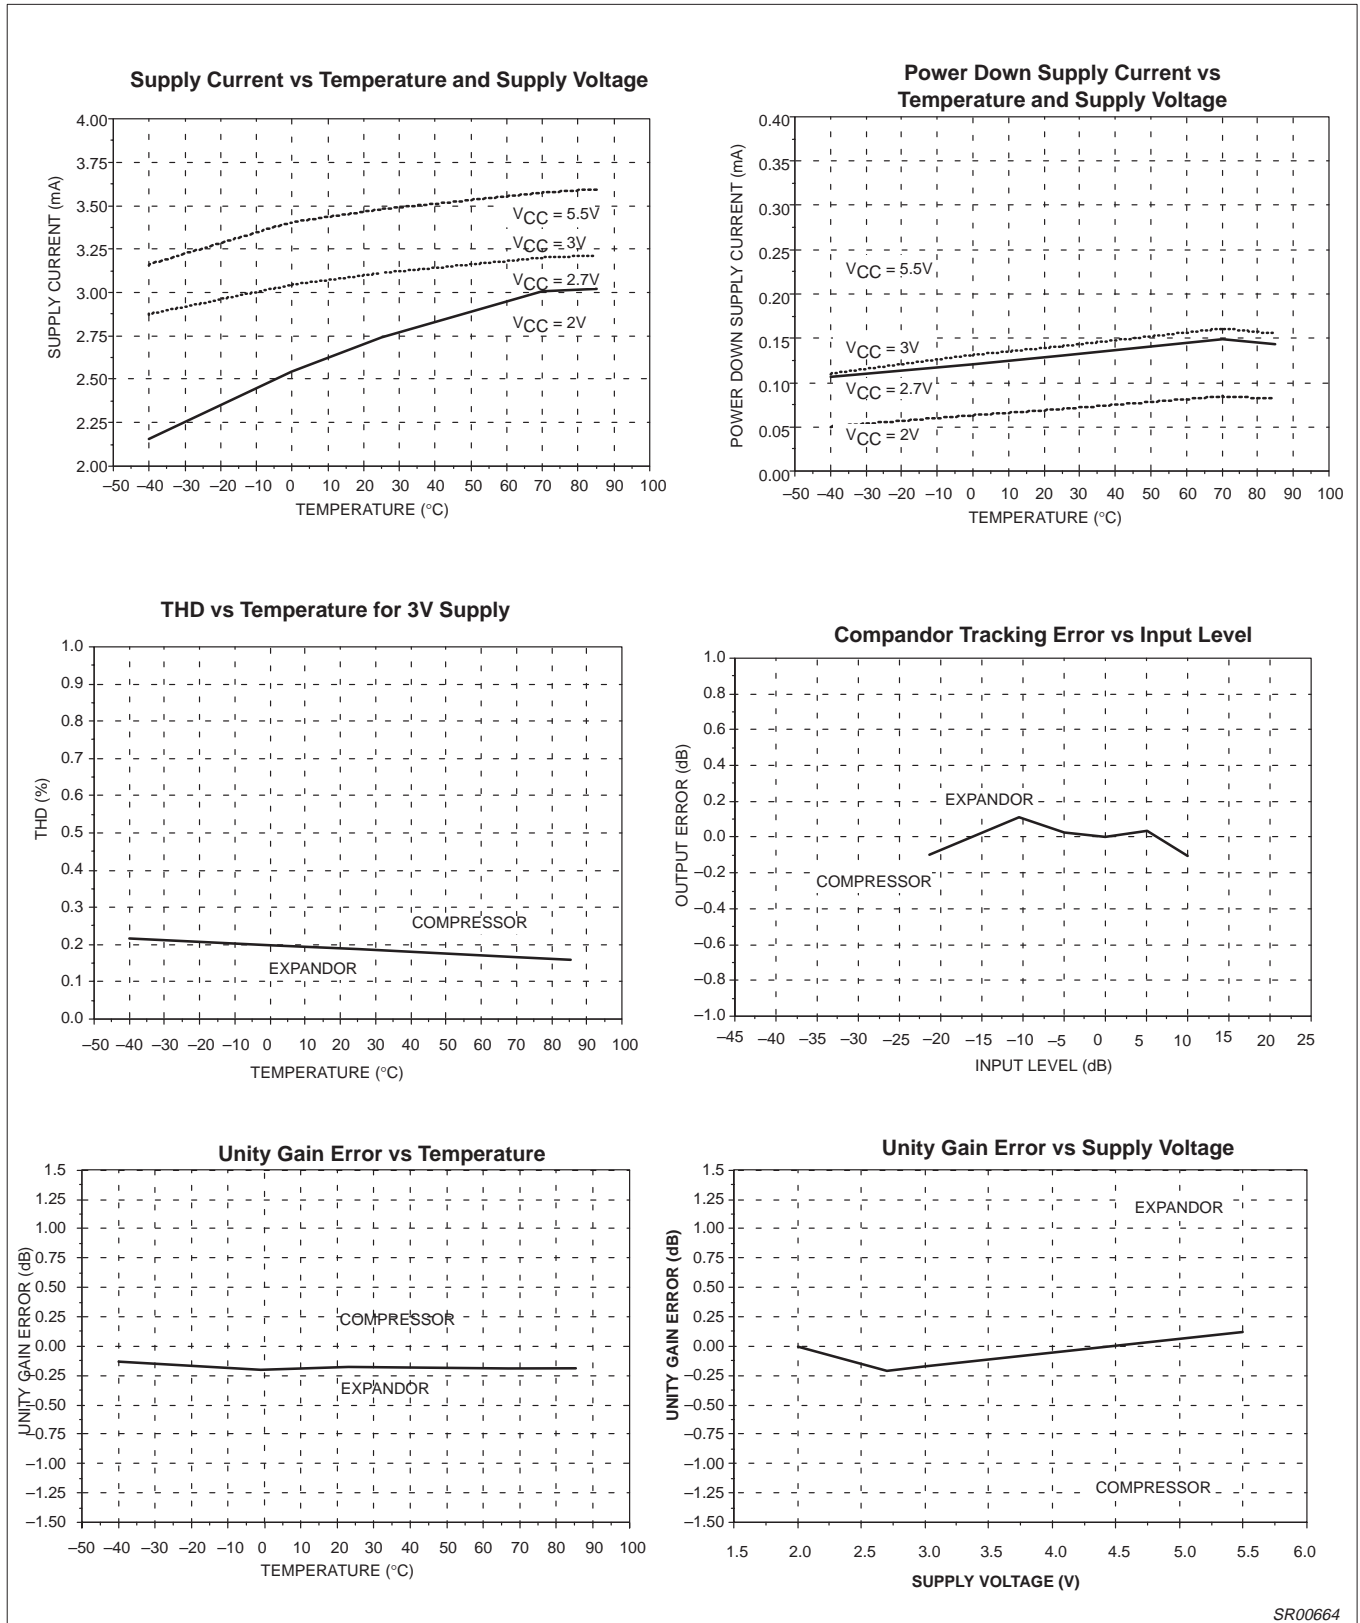 Supply Current vs Temperature and Supply Voltage
4.00
3.75
3.50
3.25
3.00
2.75
2.50
2.25
2.00
SUPPLY CURRENT (mA)
VCC = 5.5V
VCC = 3V
VCC = 2.7V
VCC = 2V
–50 –40 –30 –20 –10 0 10 20 30 40 50 60 70 80 90 100
TEMPERATURE (°C)
Power Down Supply Current vs
Temperature and Supply Voltage
0.40
0.35
0.30
0.25
0.20
0.15
0.10
0.05
0.00
POWER DOWN SUPPLY CURRENT (mA)
VCC = 5.5V
VCC = 3V
VCC = 2.7V
VCC = 2V
–50 –40 –30 –20 –10 0 10 20 30 40 50 60 70 80 90 100
TEMPERATURE (°C)
THD vs Temperature for 3V Supply
1.0
0.9
0.8
0.7
0.6
0.5
0.4
0.3
0.2
0.1
0.0
THD (%)
COMPRESSOR
EXPANDOR
–50 –40 –30 –20 –10 0 10 20 30 40 50 60 70 80 90 100
TEMPERATURE (°C)
Compandor Tracking Error vs Input Level
1.0
0.8
0.6
0.4
0.2
0.0
–0.2
–0.4
–0.6
–0.8
–1.0
OUTPUT ERROR (dB)
EXPANDOR
COMPRESSOR
–45 –40 –35 –30 –25 –20 –15 –10 –5 0 5 10 15 20 25
INPUT LEVEL (dB)
Unity Gain Error vs Temperature
1.5
1.25
1.00
0.75
0.50
0.25
0.00
–0.25
–0.50
–0.75
–1.00
–1.25
–1.50
UNITY GAIN ERROR (dB)
COMPRESSOR
EXPANDOR
–50 –40 –30 –20 –10 0 10 20 30 40 50 60 70 80 90 100
TEMPERATURE (°C)
Unity Gain Error vs Supply Voltage
1.5
1.25
1.00
0.75
0.50
0.25
0.00
–0.25
–0.50
–0.75
–1.00
–1.25
–1.50
UNITY GAIN ERROR (dB)
EXPANDOR
COMPRESSOR
1.5 2.0 2.5 3.0 3.5 4.0 4.5 5.0 5.5 6.0
SUPPLY VOLTAGE (V)
SR00664